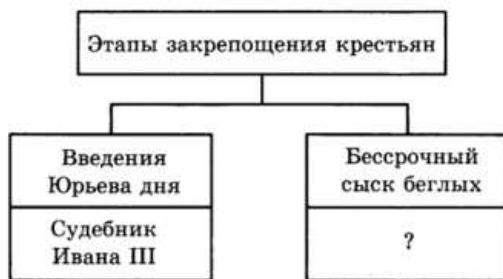 Этапы закрепощения крестьян
Введения
Юрьева дня
Судебник
Ивана III
Бессрочный
сыск беглых
?